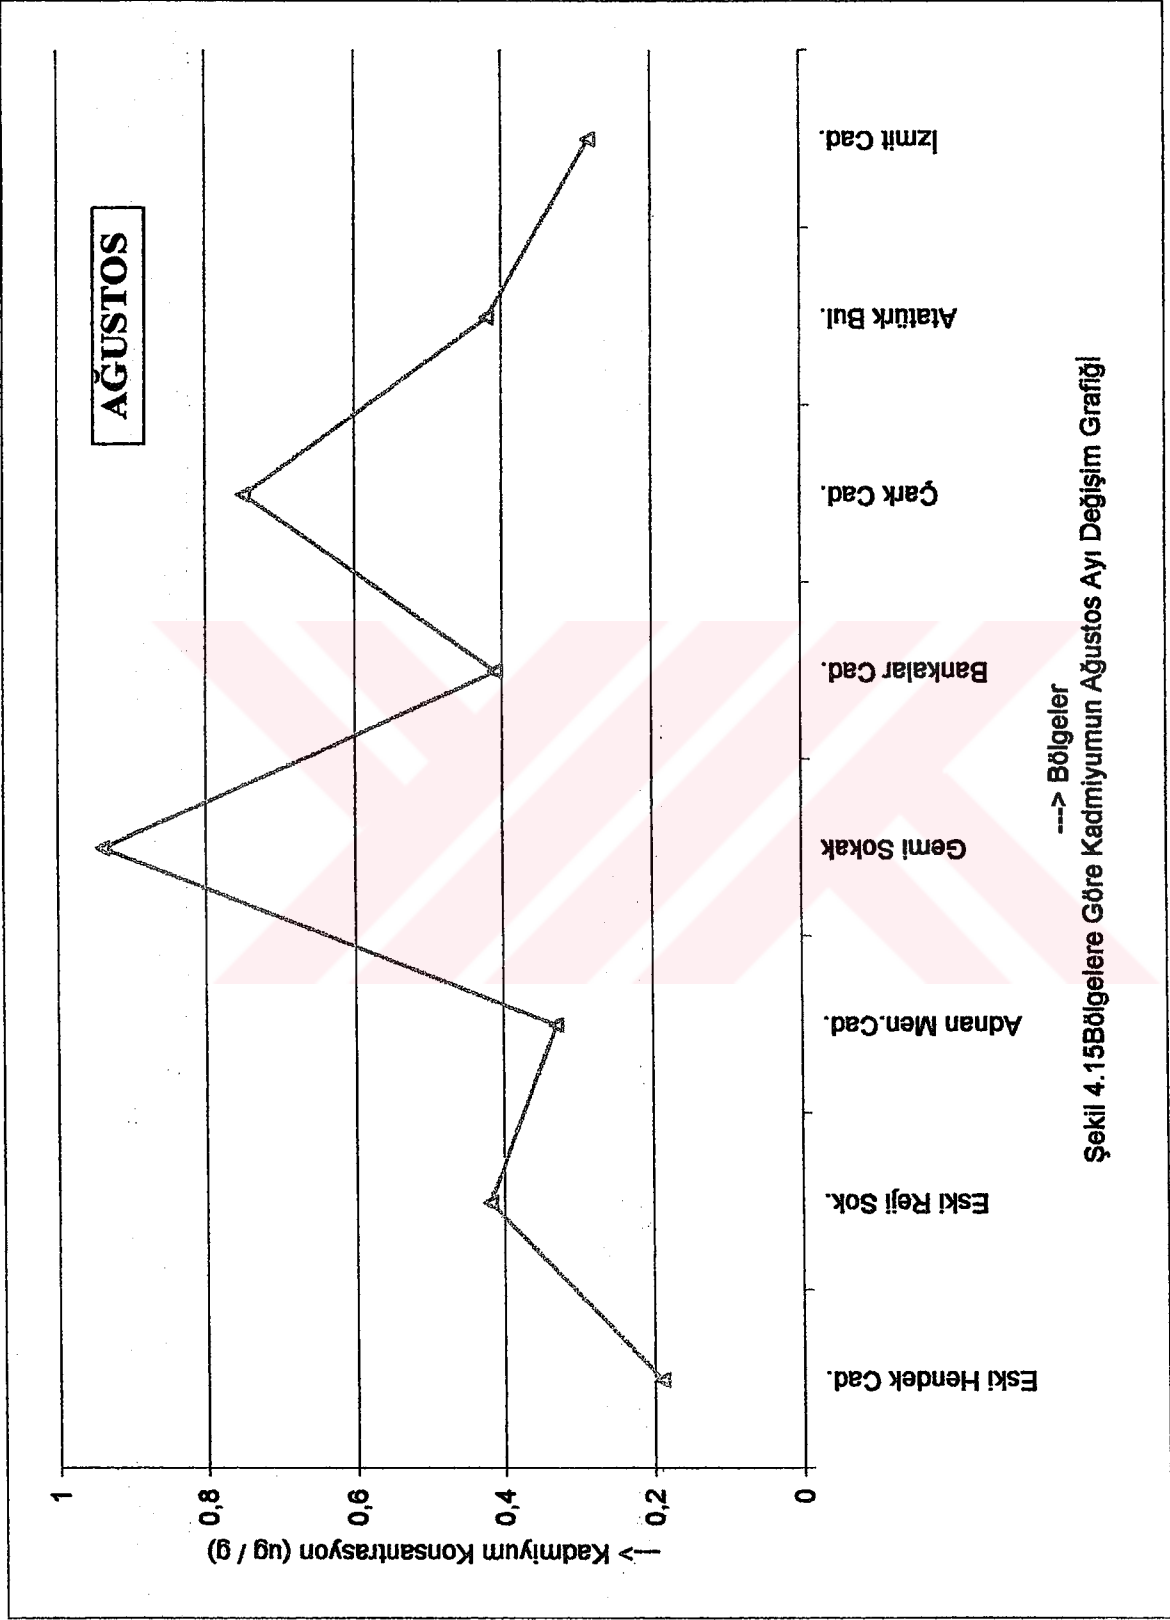 AĞUSTOS
---> Kadmiyum Konsantrasyon (ug / g)
1
0,8
0,6
0,4
0,2
0
Eski Hendek Cad.
Eski Reji Sok.
Adnan Men.Cad.
Gemi Sokak
Bankalar Cad.
Çark Cad.
Atatürk Bul.
İzmit Cad.
---> Bölgeler
Şekil 4.15Bölgelere Göre Kadmiyumun Ağustos Ayı Değişim Grafiği